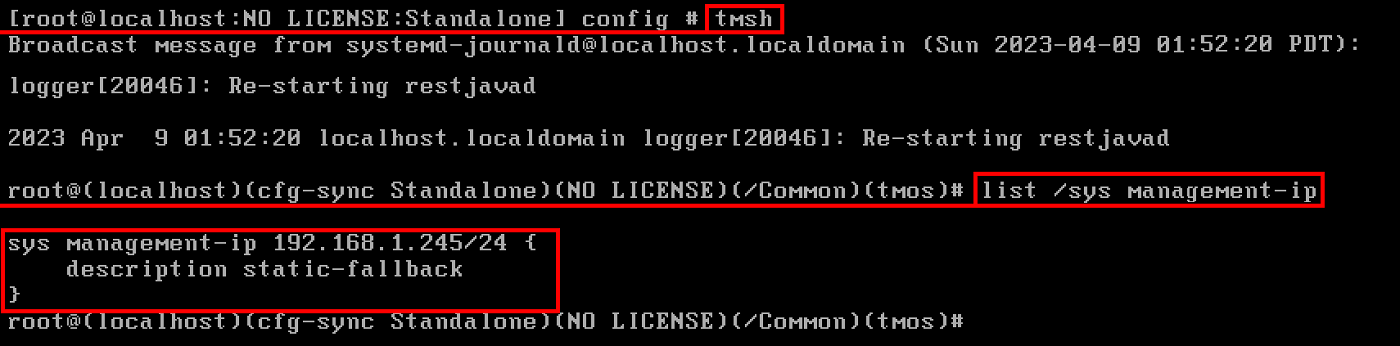 [root@localhost:NO LICENSE:Standalone] config # tmsh
Broadcast message from systemd-journald@localhost.localdomain (Sun 2023-04-09 01:52:20 PDT):
logger[20046]: Re-starting restjavad
2023 Apr  9 01:52:20 localhost.localdomain logger[20046]: Re-starting restjavad
root@(localhost)(cfg-sync Standalone)(NO LICENSE)(/Common)(tmos)# list /sys management-ip
sys management-ip 192.168.1.245/24 {
    description static-fallback
}
root@(localhost)(cfg-sync Standalone)(NO LICENSE)(/Common)(tmos)#